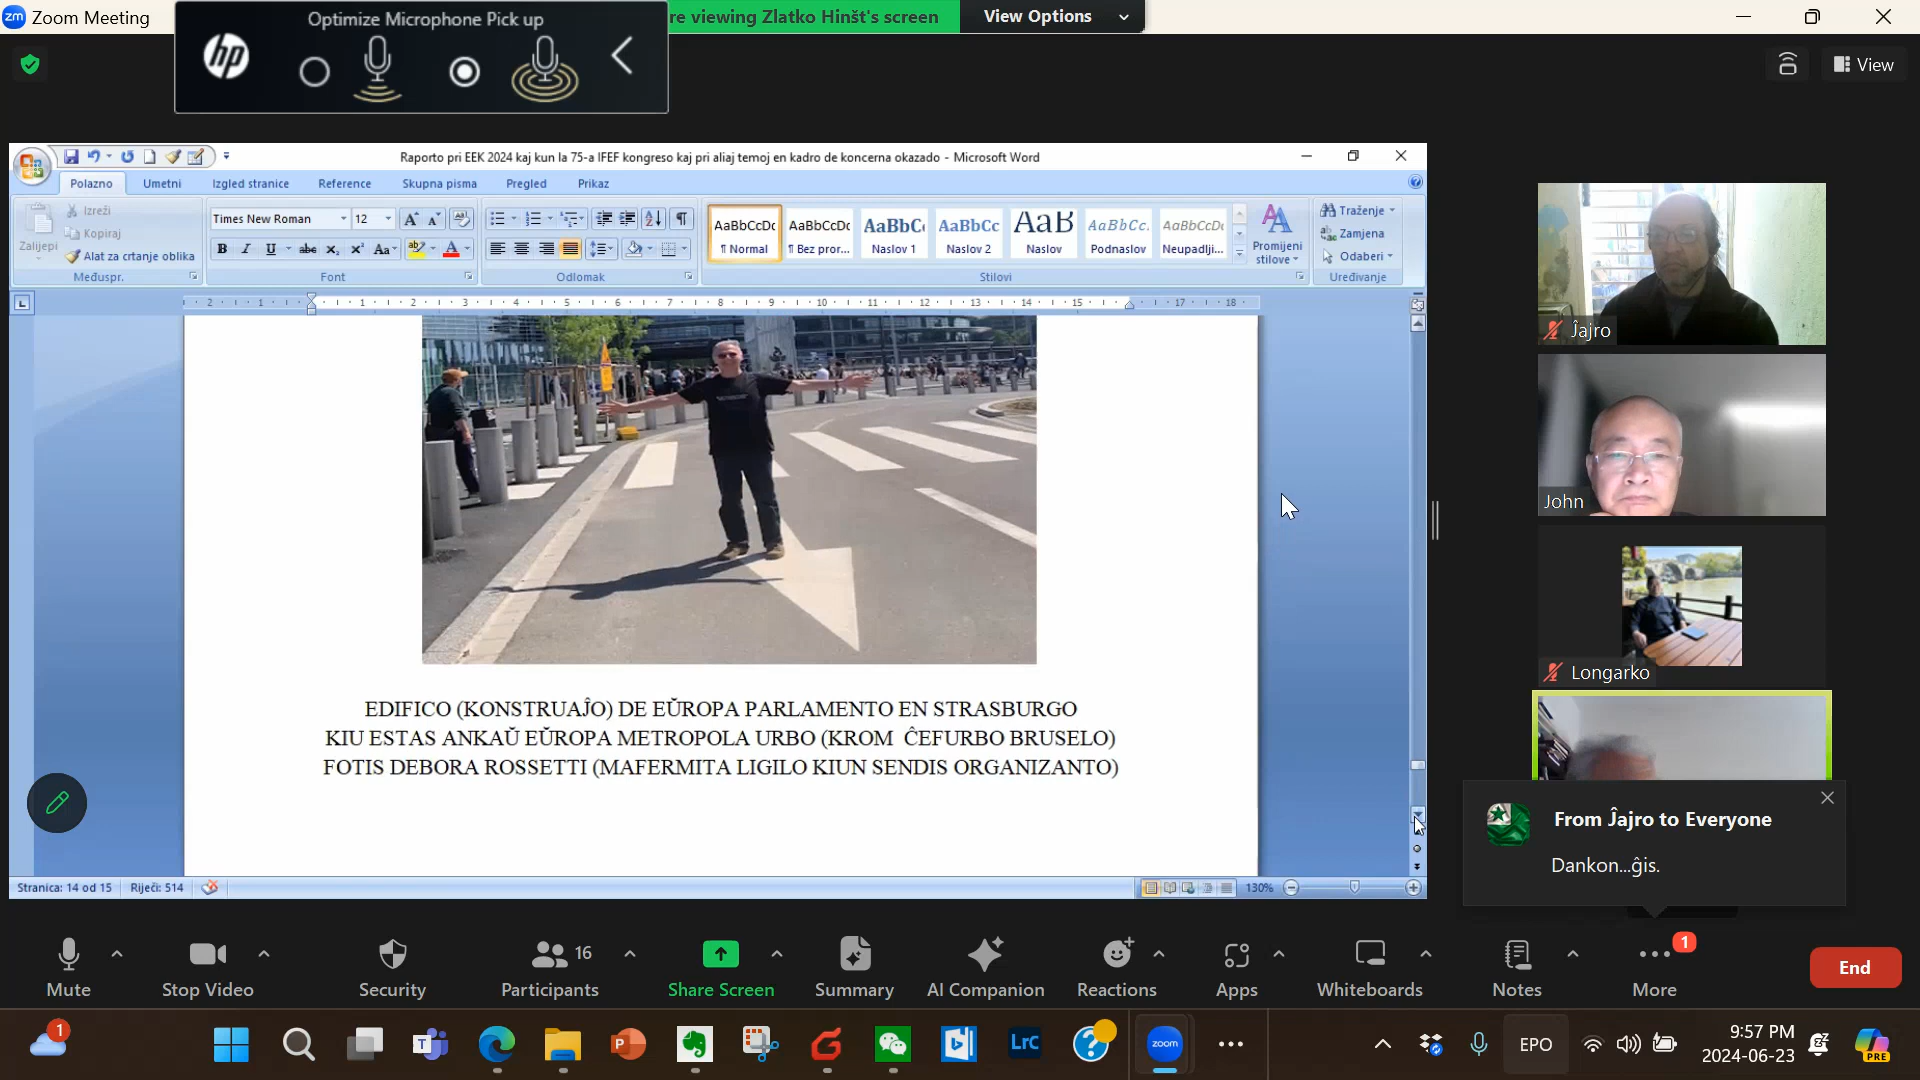 Zoom Meeting
Optimize Microphone Pick up
re viewing Zlatko Hinšt's screen
View Options
View
Raporto pri EEK 2024 kaj kun la 75-a IFEF kongreso kaj pri aliaj temoj en kadro de koncerna okazado - Microsoft Word
Polazno Umetni Izgled stranice Reference Skupna pisma Pregled Prikaz
Zalijepi
Izreži
Kopiraj
Alat za crtanje oblika
Međuspr.
Times New Roman 12
Font
Odlomak
AaBbCcDc AaBbCcDc AaBbC AaBbCc AaB AaBbCc. AaBbCcDc
¶ Normal ¶ Bez pror... Naslov 1 Naslov 2 Naslov Podnaslov Neupadlji...
Stilovi
Promijeni stilove
Traženje
Zamjena
Odaberi
Uređivanje
EDIFICO (KONSTRUAĴO) DE EŬROPA PARLAMENTO EN STRASBURGO
KIU ESTAS ANKAŬ EŬROPA METROPOLA URBO (KROM ĈEFURBO BRUSELO)
FOTIS DEBORA ROSSETTI (MAFERMITA LIGILO KIUN SENDIS ORGANIZANTO)
Stranica: 14 od 15 Riječi: 514
130%
Ĵajro
John
Longarko
From Ĵajro to Everyone
Dankon...ĝis.
Mute
Stop Video
Security
16
Participants
Share Screen
Summary
AI Companion
Reactions
Apps
Whiteboards
Notes
1
More
End
1
LrC
zoom
EPO
9:57 PM
2024-06-23
PRE